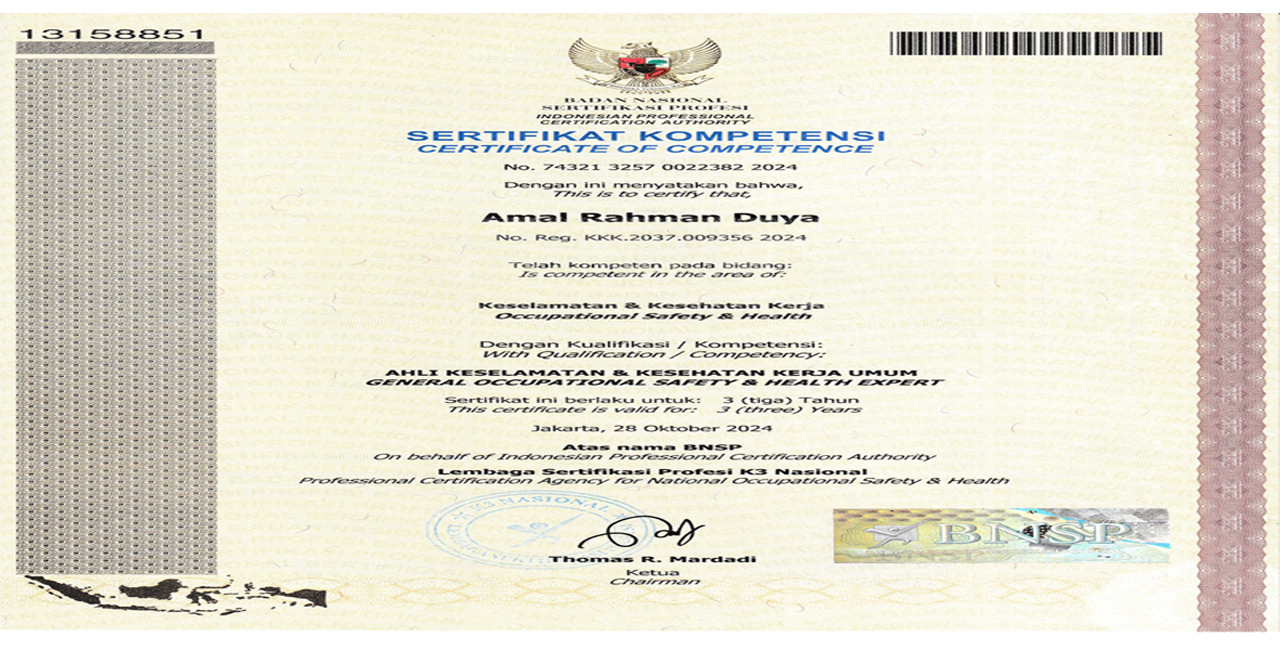 13158851
BADAN NASIONAL
SERTIFIKASI PROFESI
INDONESIAN PROFESSIONAL
CERTIFICATION AUTHORITY
SERTIFIKAT KOMPETENSI
CERTIFICATE OF COMPETENCE
No. 74321 3257 0022382 2024
Dengan ini menyatakan bahwa,
This is to certify that,
Amal Rahman Duya
No. Reg. KKK.2037.009356 2024
Telah kompeten pada bidang:
Is competent in the area of:
Keselamatan & Kesehatan Kerja
Occupational Safety & Health
Dengan Kualifikasi / Kompetensi:
With Qualification / Competency:
AHLI KESELAMATAN & KESEHATAN KERJA UMUM
GENERAL OCCUPATIONAL SAFETY & HEALTH EXPERT
Sertifikat ini berlaku untuk: 3 (tiga) Tahun
This certificate is valid for: 3 (three) Years
Jakarta, 28 Oktober 2024
Atas nama BNSP
On behalf of Indonesian Professional Certification Authority
Lembaga Sertifikasi Profesi K3 Nasional
Professional Certification Agency for National Occupational Safety & Health
K3 NASIONAL
BNSP
Thomas R. Mardadi
Ketua
Chairman